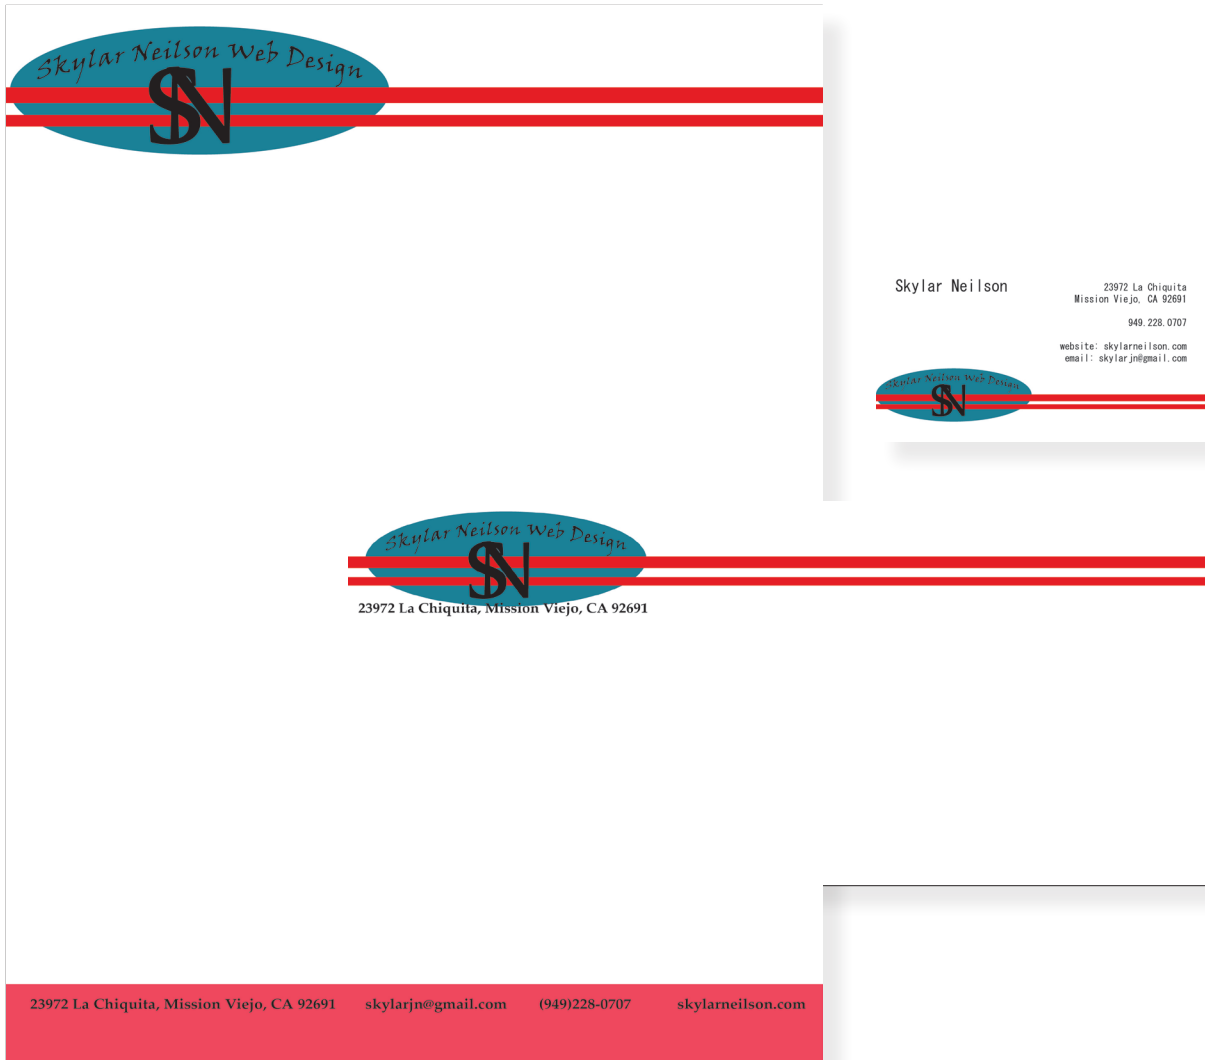 Skylar Neilson Web Design
SN
Skylar Neilson
23972 La Chiquita
Mission Viejo, CA 92691
949.228.0707
website: skylarneilson.com
email: skylarjn@gmail.com
Skylar Neilson Web Design
SN
Skylar Neilson Web Design
SN
23972 La Chiquita, Mission Viejo, CA 92691
23972 La Chiquita, Mission Viejo, CA 92691 skylarjn@gmail.com (949)228-0707 skylarneilson.com